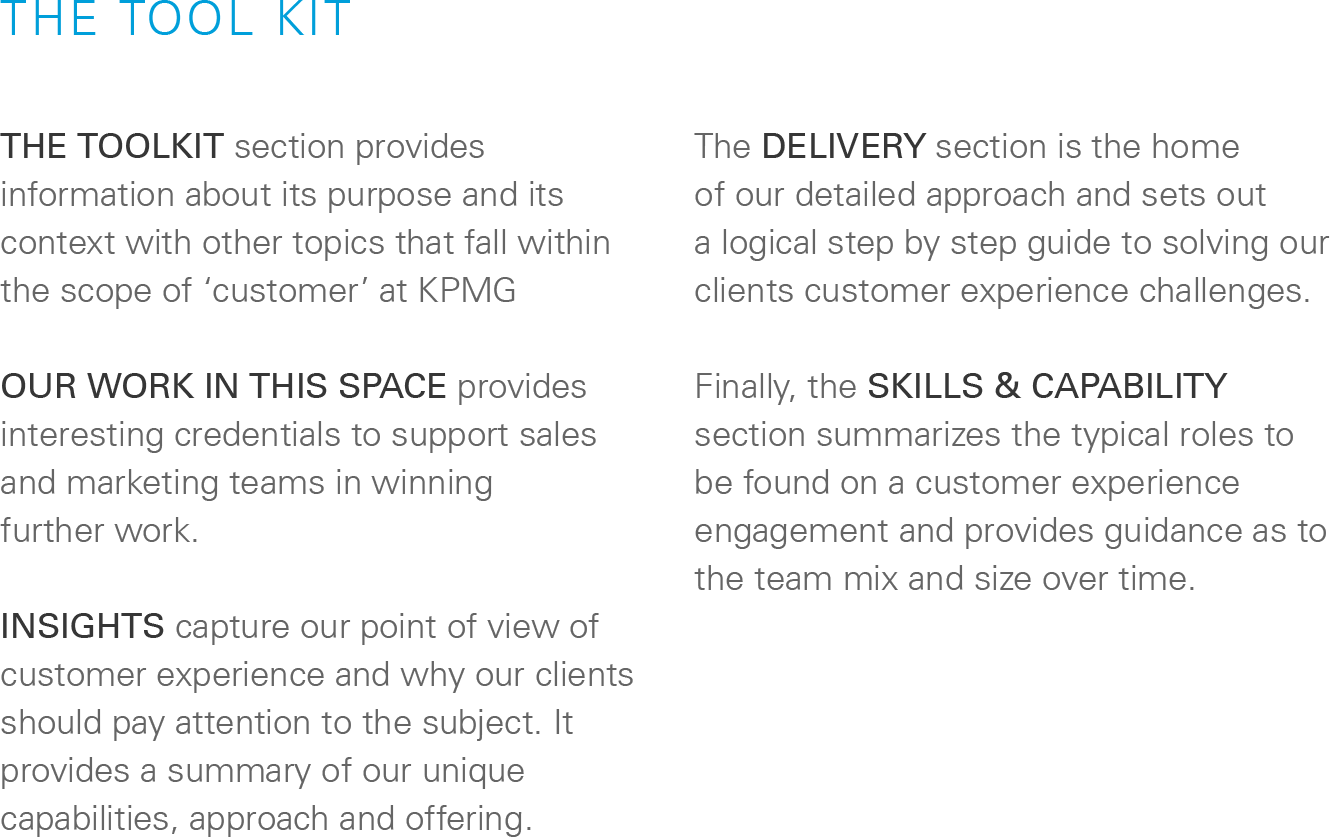 THE TOOL KIT
THE TOOLKIT section provides
information about its purpose and its
context with other topics that fall within
the scope of ‘customer’ at KPMG
OUR WORK IN THIS SPACE provides
interesting credentials to support sales
and marketing teams in winning
further work.
INSIGHTS capture our point of view of
customer experience and why our clients
should pay attention to the subject. It
provides a summary of our unique
capabilities, approach and offering.
The DELIVERY section is the home
of our detailed approach and sets out
a logical step by step guide to solving our
clients customer experience challenges.
Finally, the SKILLS & CAPABILITY
section summarizes the typical roles to
be found on a customer experience
engagement and provides guidance as to
the team mix and size over time.